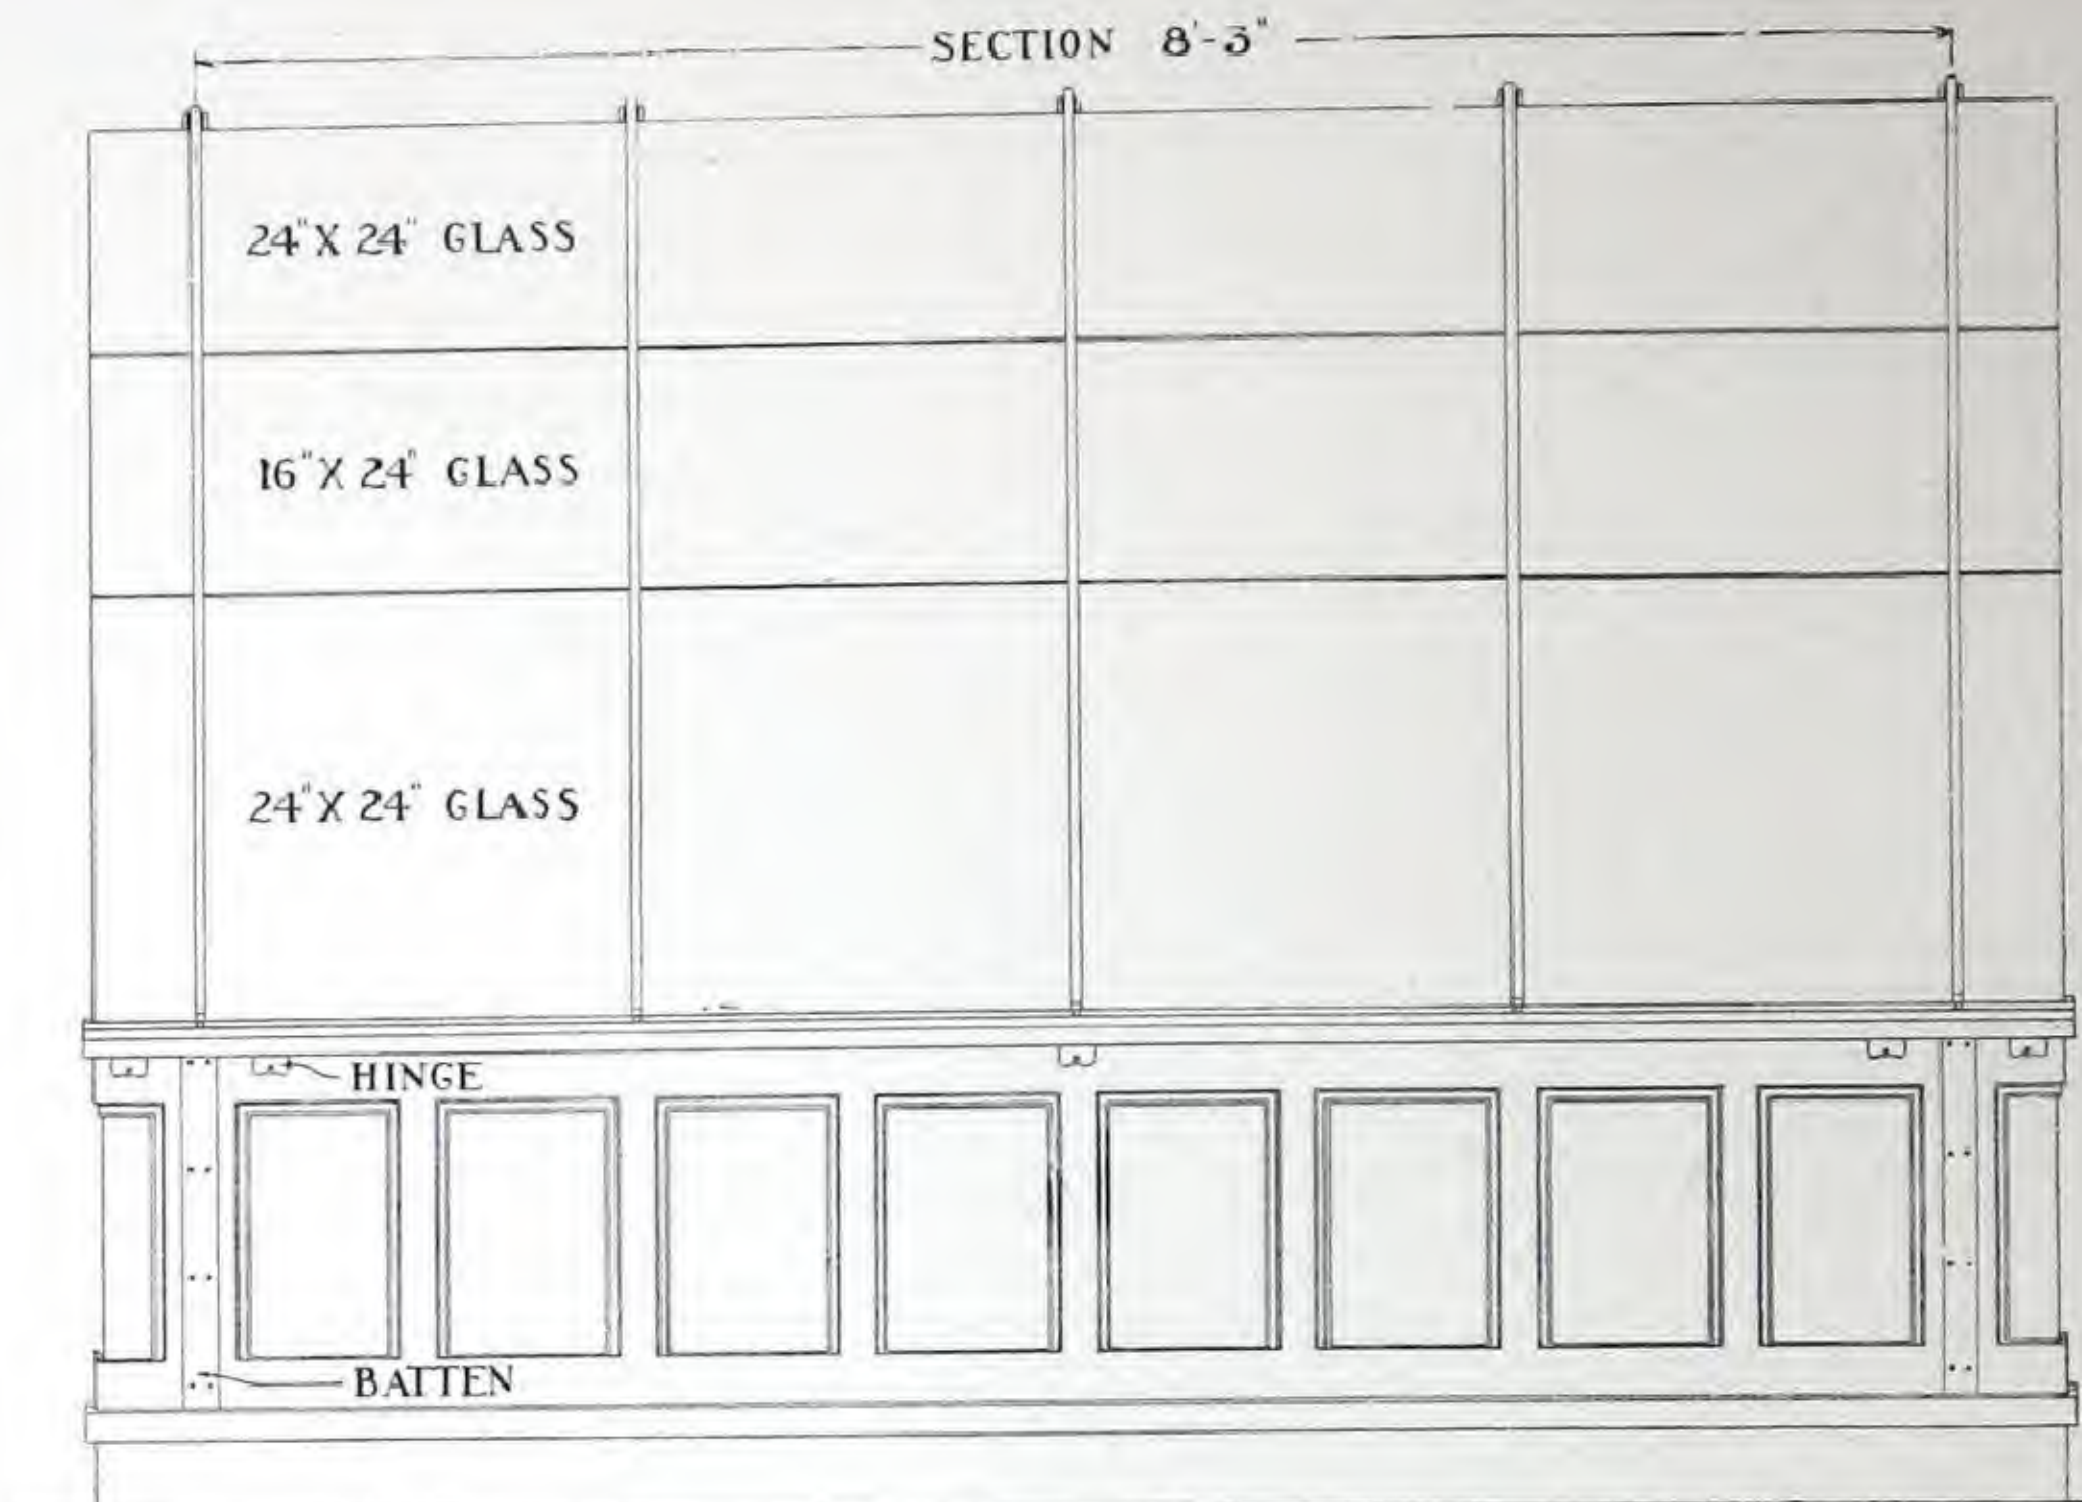 SECTION 8'-3"
24"X 24" GLASS
16"X 24" GLASS
24"X 24" GLASS
HINGE
BATTEN